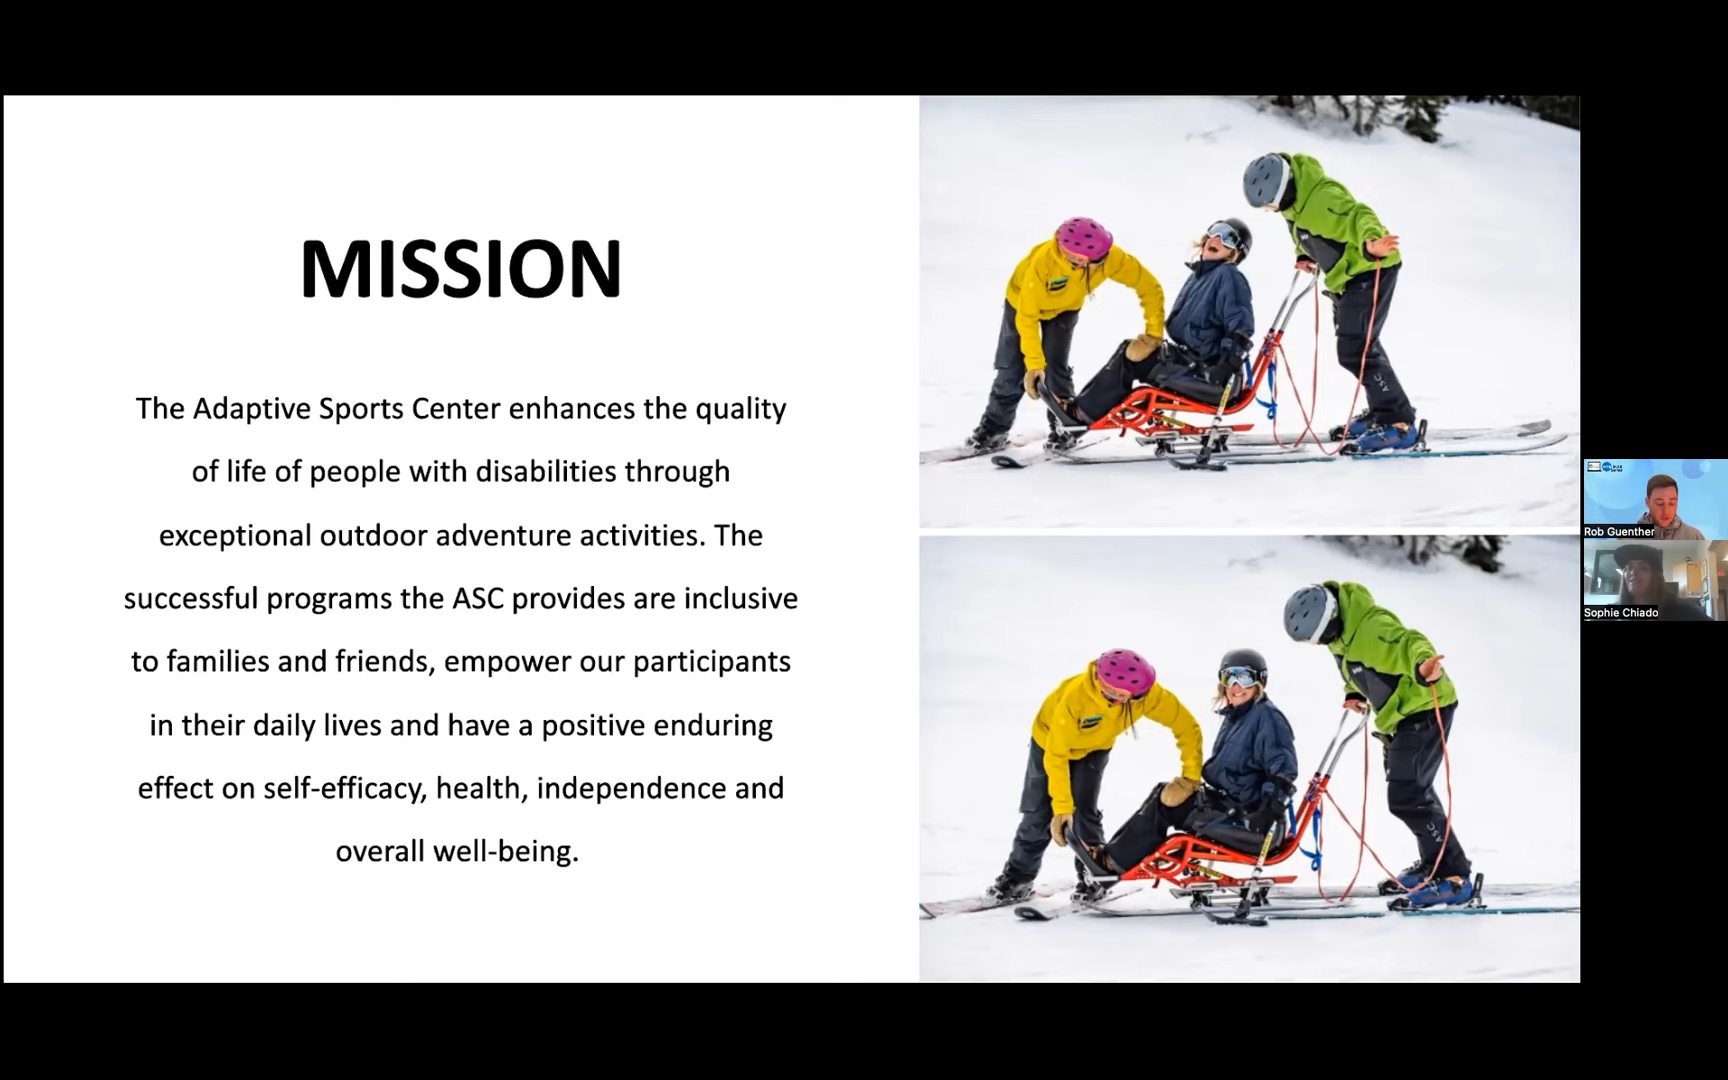 MISSION
The Adaptive Sports Center enhances the quality
of life of people with disabilities through
exceptional outdoor adventure activities. The
successful programs the ASC provides are inclusive
to families and friends, empower our participants
in their daily lives and have a positive enduring
effect on self-efficacy, health, independence and
overall well-being.
ASC
ASC
Rob Guenther
Sophie Chiado